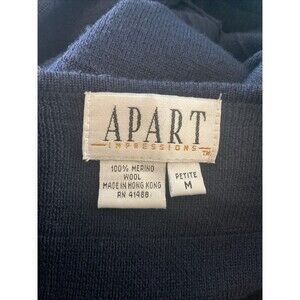 APART
IMPRESSIONS TM
100% MERINO
WOOL
MADE IN HONG KONG
RN 41488
PETITE
M